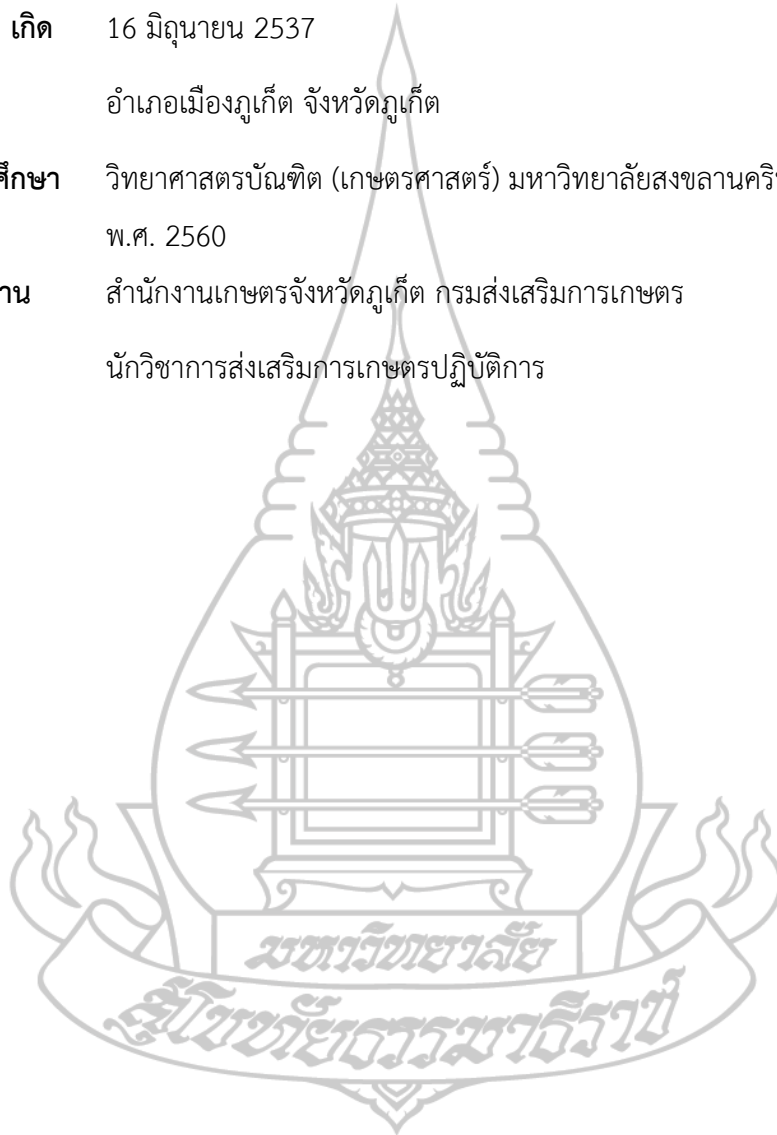 เกิด 16 มิถุนายน 2537
อำเภอเมืองภูเก็ต จังหวัดภูเก็ต
วิทยาศาสตรบัณฑิต (เกษตรศาสตร์) มหาวิทยาลัยสงขลานคริ
พ.ศ. 2560
สำนักงานเกษตรจังหวัดภูเก็ต กรมส่งเสริมการเกษตร
นักวิชาการส่งเสริมการเกษตรปฏิบัติการ
มหาวิทยาลัย
สุโขทัยธรรมาธิราช